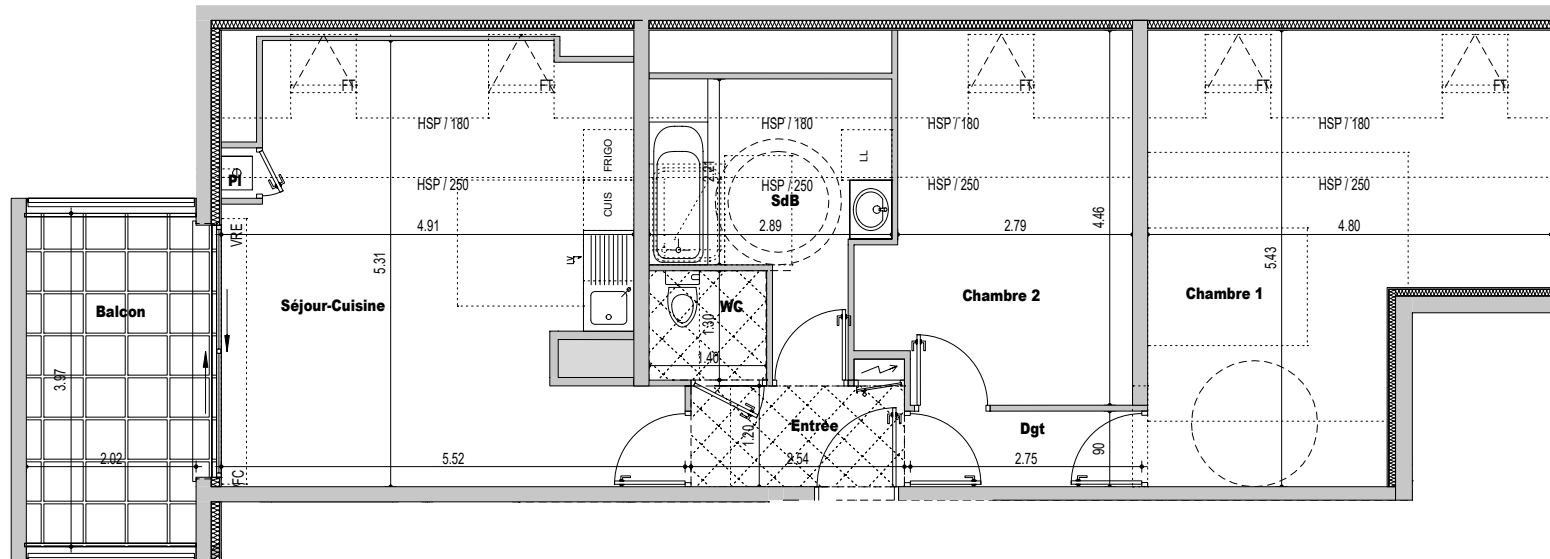 FT
FT
FT
FT
FT
HSP / 180
HSP / 180
HSP / 180
HSP / 180
FRIGO
LL
Pl
HSP / 250
HSP / 250
HSP / 250
HSP / 250
2.21
CUIS
SdB
VRE
4.91
2.89
2.79
4.46
4.80
5.31
LV
5.43
Balcon
Séjour-Cuisine
WC
Chambre 2
Chambre 1
1.30
1.40
3.97
Entrée
Dgt
1.20
90
2.02
FC
5.52
2.54
2.75